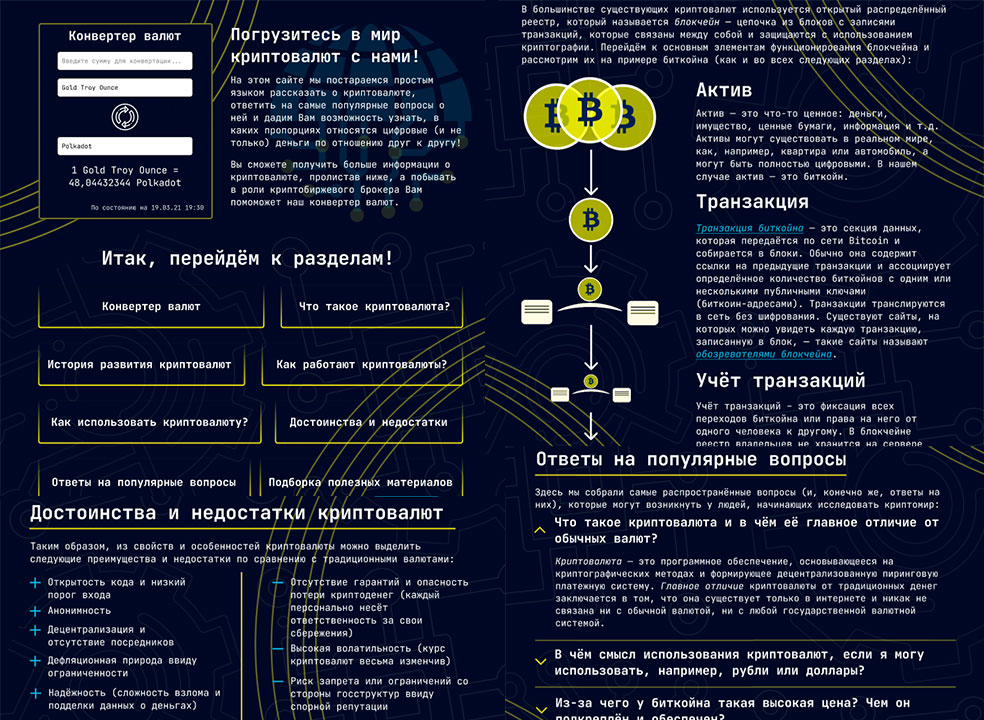 Конвертер валют
Введите сумму для конвертации...
Gold Troy Ounce
Polkadot
1 Gold Troy Ounce =
48,04432344 Polkadot
По состоянию на 19.03.21 19:30
Погрузитесь в мир
криптовалют с нами!
На этом сайте мы постараемся простым
языком рассказать о криптовалюте,
ответить на самые популярные вопросы о
ней и дадим Вам возможность узнать, в
каких пропорциях относятся цифровые (и не
только) деньги по отношению друг к другу!
Вы сможете получить больше информации о
криптовалюте, пролистав ниже, а побывать
в роли криптобиржевого брокера Вам
поможет наш конвертер валют.
Итак, перейдём к разделам!
Конвертер валют
Что такое криптовалюта?
История развития криптовалют
Как работают криптовалюты?
Как использовать криптовалюту?
Достоинства и недостатки
Ответы на популярные вопросы
Подборка полезных материалов
Достоинства и недостатки криптовалют
Таким образом, из свойств и особенностей криптовалюты можно выделить
следующие преимущества и недостатки по сравнению с традиционными валютами:
Открытость кода и низкий
порог входа
Анонимность
Децентрализация и
отсутствие посредников
Дефляционная природа ввиду
ограниченности
Надёжность (сложность взлома и
подделки данных о деньгах)
Отсутствие гарантий и опасность
потери криптоденег (каждый
персонально несёт
ответственность за свои
сбережения)
Высокая волатильность (курс
криптовалют весьма изменчив)
Риск запрета или ограничений со
стороны госструктур ввиду
спорной репутации
В большинстве существующих криптовалют используется открытый распределённый
реестр, который называется блокчейн — цепочка из блоков с записями
транзакций, которые связаны между собой и защищаются с использованием
криптографии. Перейдём к основным элементам функционирования блокчейна и
рассмотрим их на примере биткойна (как и во всех следующих разделах):
Актив
Актив — это что-то ценное: деньги,
имущество, ценные бумаги, информация и т.д.
Активы могут существовать в реальном мире,
как, например, квартира или автомобиль, а
могут быть полностью цифровыми. В нашем
случае актив — это биткойн.
Транзакция
Транзакция биткойна — это секция данных,
которая передаётся по сети Bitcoin и
собирается в блоки. Обычно она содержит
ссылки на предыдущие транзакции и ассоциирует
определённое количество биткойнов с одним или
несколькими публичными ключами
(биткоин-адресами). Транзакции транслируются
в сеть без шифрования. Существуют сайты, на
которых можно увидеть каждую транзакцию,
записанную в блок, — такие сайты называют
обозревателями блокчейна.
Учёт транзакций
Учёт транзакций – это фиксация всех
переходов биткойна или права на него от
одного человека к другому. В блокчейне
реестр владельцев не хранится на сервере
Ответы на популярные вопросы
Здесь мы собрали самые распространённые вопросы (и, конечно же, ответы на
них), которые могут возникнуть у людей, начинающих исследовать криптомир:
Что такое криптовалюта и в чём её главное отличие от
обычных валют?
Криптовалюта — это программное обеспечение, основывающееся на
криптографических методах и формирующее децентрализованную пиринговую
платежную систему. Главное отличие криптовалюты от традиционных денег
заключается в том, что она существует только в интернете и никак не
связана ни с обычной валютой, ни с любой государственной валютной
системой.
В чём смысл использования криптовалют, если я могу
использовать, например, рубли или доллары?
Из-за чего у биткойна такая высокая цена? Чем он
подкреплён и обеспечен?